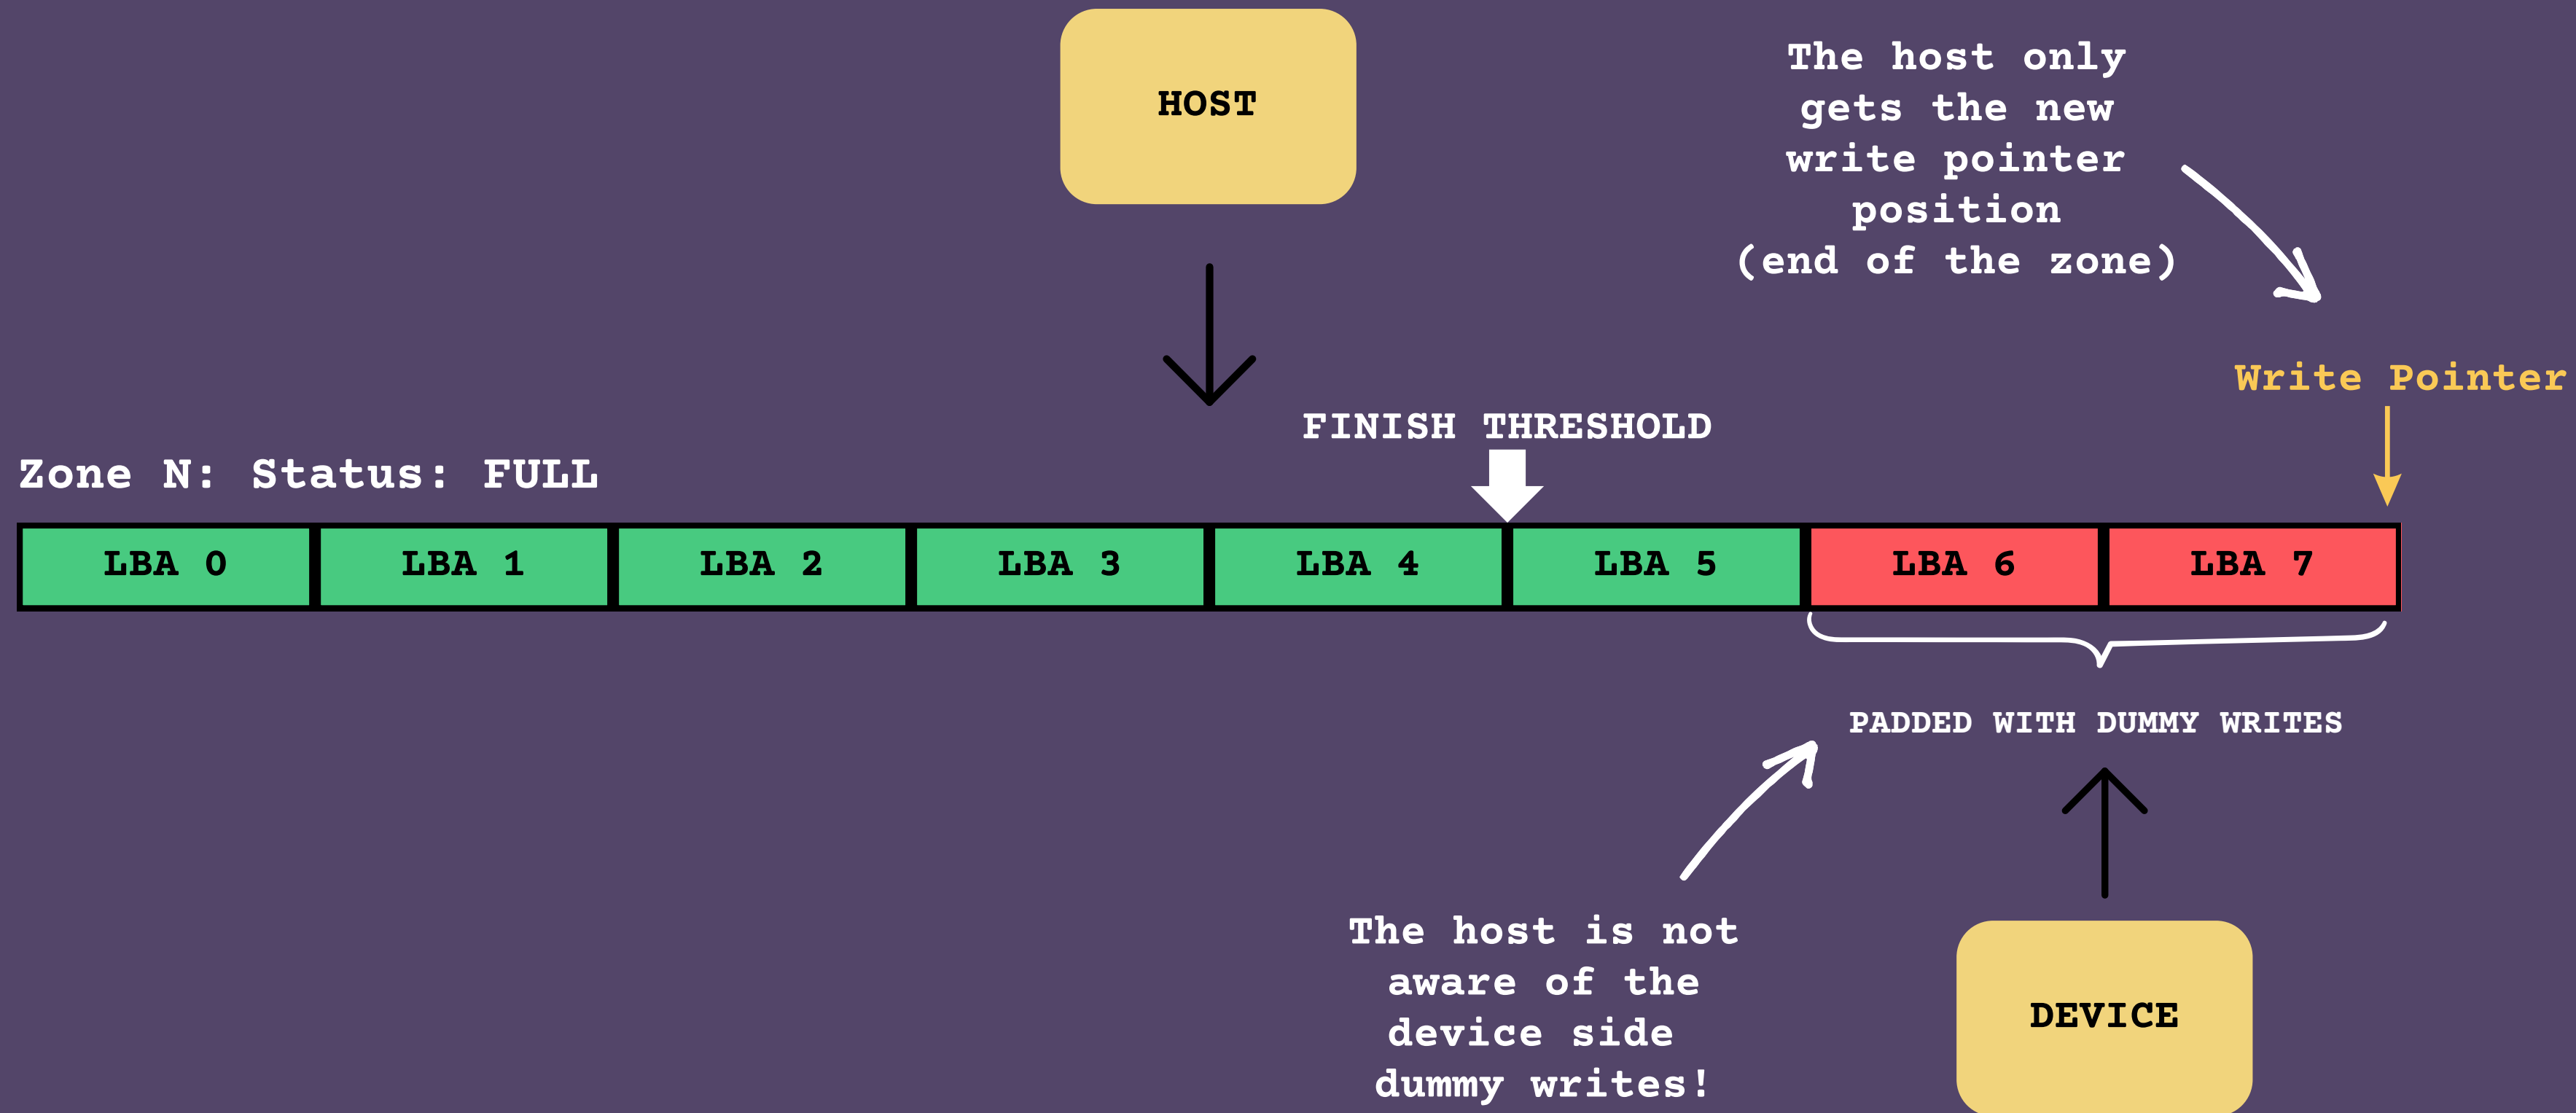 HOST
The host only
gets the new
write pointer
position
(end of the zone)
Write Pointer
FINISH THRESHOLD
Zone N: Status: FULL
LBA 0
LBA 1
LBA 2
LBA 3
LBA 4
LBA 5
LBA 6
LBA 7
PADDED WITH DUMMY WRITES
The host is not
aware of the
device side
dummy writes!
DEVICE